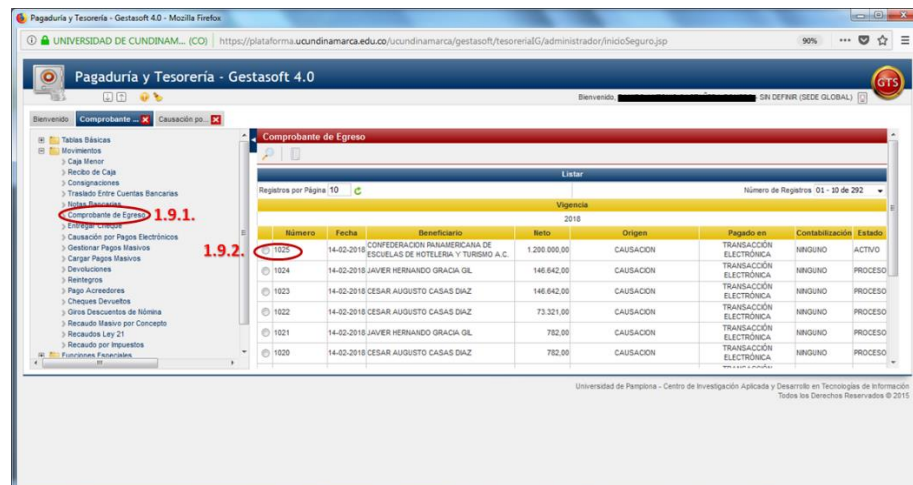 Pagaduría y Tesorería - Gestasoft 4.0 - Mozilla Firefox
UNIVERSIDAD DE CUNDINAM... (CO) https://plataforma.ucundinamarca.edu.co/ucundinamarca/gestasoft/tesoreriaIG/administrador/inicioSeguro.jsp 90%
Pagaduría y Tesorería - Gestasoft 4.0
GTS
Bienvenido, SIN DEFINIR (SEDE GLOBAL)
Bienvenido Comprobante ... Causación po...
Tablas Básicas
Movimientos
Caja Menor
Recibo de Caja
Consignaciones
Traslado Entre Cuentas Bancarias
Notas Bancarias
Comprobante de Egreso 1.9.1.
Entregar Cheque
Causación por Pagos Electrónicos
Gestionar Pagos Masivos
Cargar Pagos Masivos
Devoluciones
Reintegros
Pago Acreedores
Cheques Devueltos
Giros Descuentos de Nómina
Recaudo Masivo por Concepto
Recaudos Ley 21
Recaudo por Impuestos
Funciones Especiales
Comprobante de Egreso
Listar
Registros por Página 10 Número de Registros 01 - 10 de 292
Vigencia
2018
Número Fecha Beneficiario Neto Origen Pagado en Contabilización Estado
1.9.2. 1025 14-02-2018 CONFEDERACION PANAMERICANA DE ESCUELAS DE HOTELERIA Y TURISMO A.C. 1.200.000,00 CAUSACION TRANSACCIÓN ELECTRÓNICA NINGUNO ACTIVO
1024 14-02-2018 JAVIER HERNANDO GRACIA GIL 146.642,00 CAUSACION TRANSACCIÓN ELECTRÓNICA NINGUNO PROCESO
1023 14-02-2018 CESAR AUGUSTO CASAS DIAZ 146.642,00 CAUSACION TRANSACCIÓN ELECTRÓNICA NINGUNO PROCESO
1022 14-02-2018 CESAR AUGUSTO CASAS DIAZ 73.321,00 CAUSACION TRANSACCIÓN ELECTRÓNICA NINGUNO PROCESO
1021 14-02-2018 JAVIER HERNANDO GRACIA GIL 782,00 CAUSACION TRANSACCIÓN ELECTRÓNICA NINGUNO PROCESO
1020 14-02-2018 CESAR AUGUSTO CASAS DIAZ 782,00 CAUSACION TRANSACCIÓN ELECTRÓNICA NINGUNO PROCESO
Universidad de Pamplona - Centro de Investigación Aplicada y Desarrollo en Tecnologías de Información
Todos los Derechos Reservados © 2015